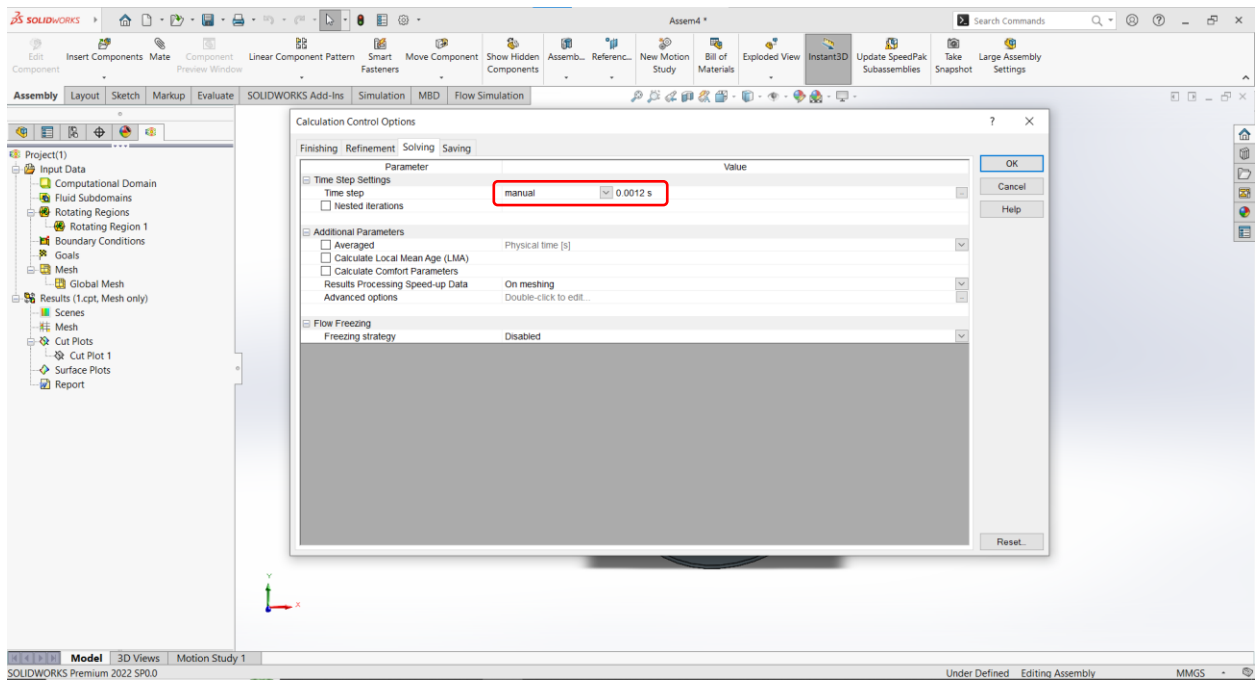 SOLIDWORKS
Assem4 *
Search Commands
Edit Component
Insert Components
Mate
Component Preview Window
Linear Component Pattern
Smart Fasteners
Move Component
Show Hidden Components
Assemb...
Referenc...
New Motion Study
Bill of Materials
Exploded View
Instant3D
Update SpeedPak Subassemblies
Take Snapshot
Large Assembly Settings
Assembly Layout Sketch Markup Evaluate SOLIDWORKS Add-Ins Simulation MBD Flow Simulation
Calculation Control Options ?
Finishing Refinement Solving Saving
Parameter Value
Time Step Settings
Time step manual 0.0012 s
Nested iterations
Additional Parameters
Averaged Physical time [s]
Calculate Local Mean Age (LMA)
Calculate Comfort Parameters
Results Processing Speed-up Data On meshing
Advanced options Double-click to edit...
Flow Freezing
Freezing strategy Disabled
OK
Cancel
Help
Reset...
Project(1)
Input Data
Computational Domain
Fluid Subdomains
Rotating Regions
Rotating Region 1
Boundary Conditions
Goals
Mesh
Global Mesh
Results (1.cpt, Mesh only)
Scenes
Mesh
Cut Plots
Cut Plot 1
Surface Plots
Report
Y
X
Model 3D Views Motion Study 1
SOLIDWORKS Premium 2022 SP0.0 Under Defined Editing Assembly MMGS